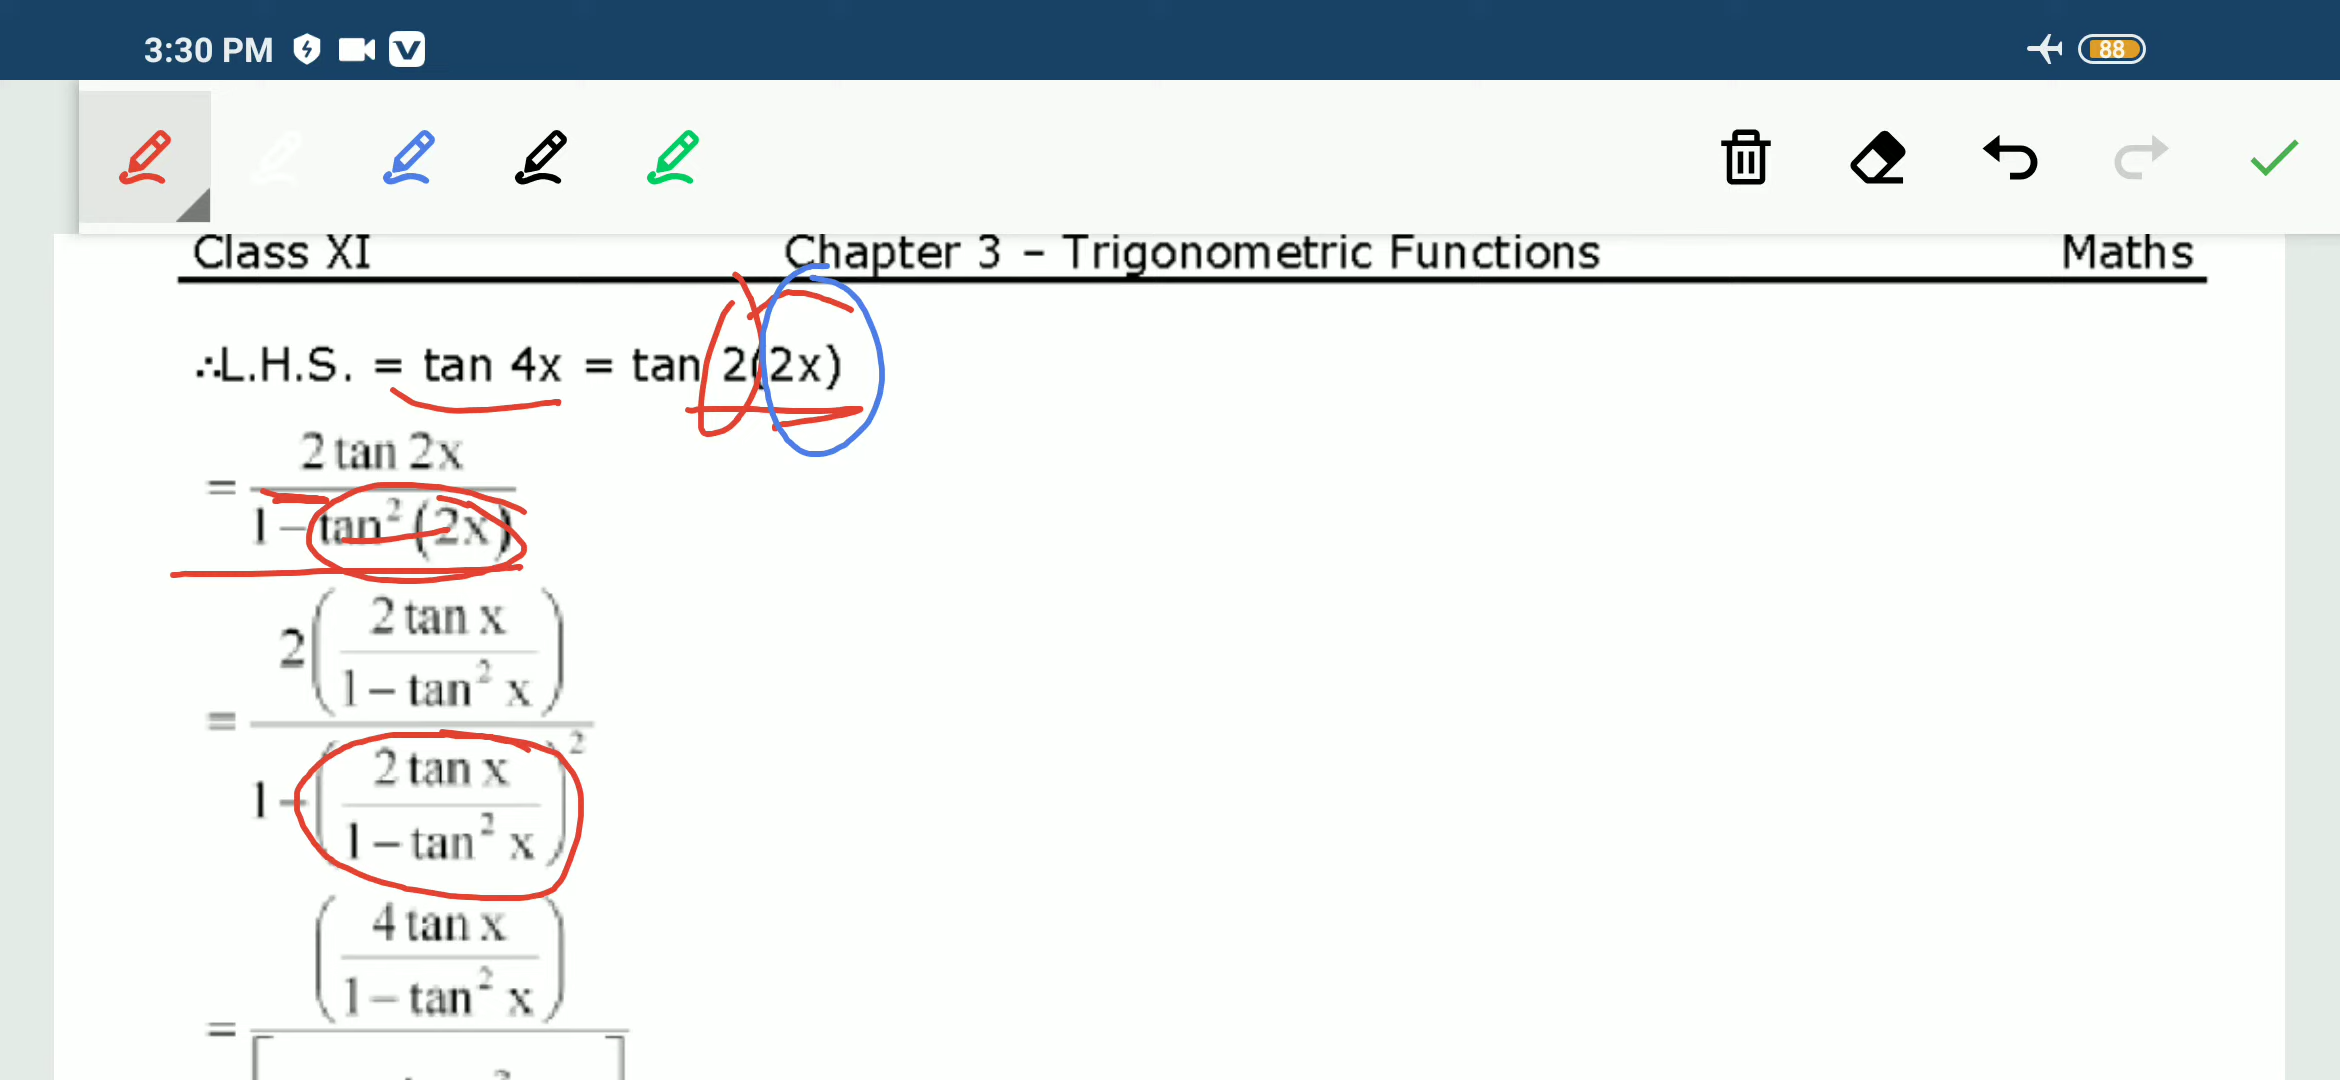 3:30 PM 88
Class XI Chapter 3 – Trigonometric Functions Maths
∴L.H.S. = tan 4x = tan 2(2x)
= 2 tan 2x / 1 − tan² (2x)
= 2 ( 2 tan x / 1 − tan² x ) / 1 − ( 2 tan x / 1 − tan² x )²
= ( 4 tan x / 1 − tan² x ) / [ ]